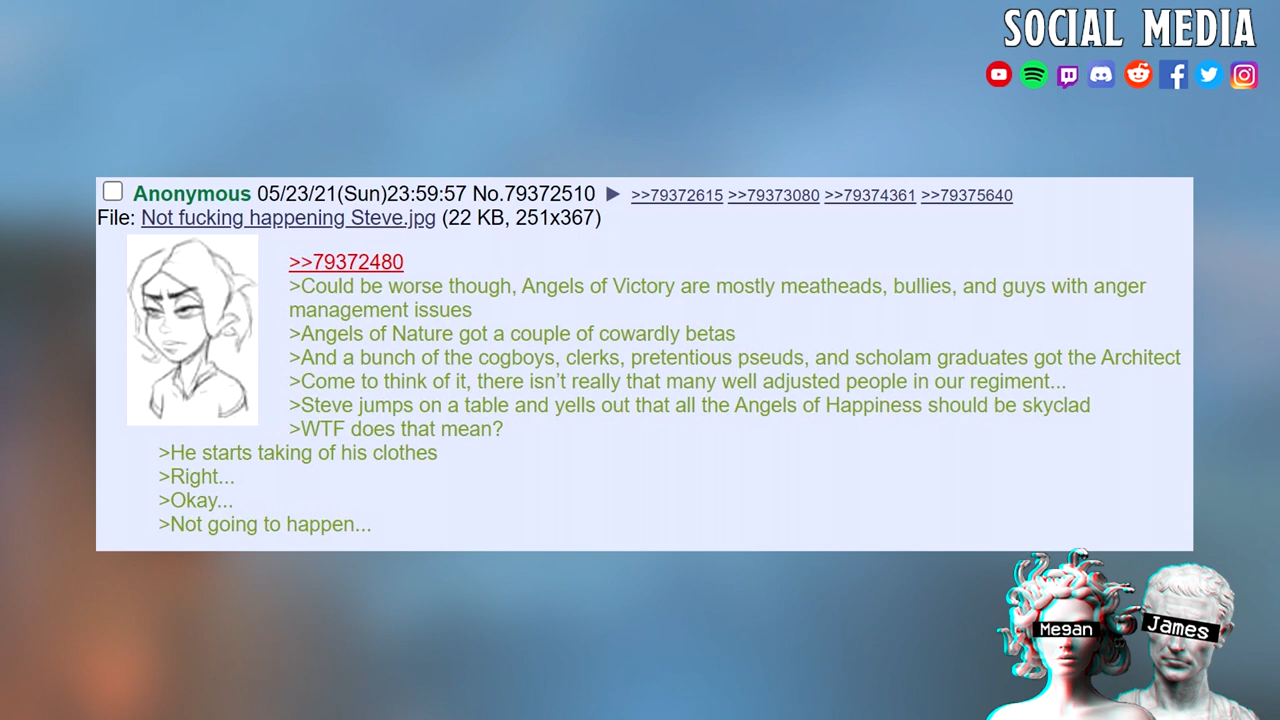 SOCIAL MEDIA
Anonymous 05/23/21(Sun)23:59:57 No.79372510 ▶ >>79372615 >>79373080 >>79374361 >>79375640
File: Not fucking happening Steve.jpg (22 KB, 251x367)
>>79372480
>Could be worse though, Angels of Victory are mostly meatheads, bullies, and guys with anger
management issues
>Angels of Nature got a couple of cowardly betas
>And a bunch of the cogboys, clerks, pretentious pseuds, and scholam graduates got the Architect
>Come to think of it, there isn't really that many well adjusted people in our regiment...
>Steve jumps on a table and yells out that all the Angels of Happiness should be skyclad
>WTF does that mean?
>He starts taking of his clothes
>Right...
>Okay...
>Not going to happen...
Megan
James